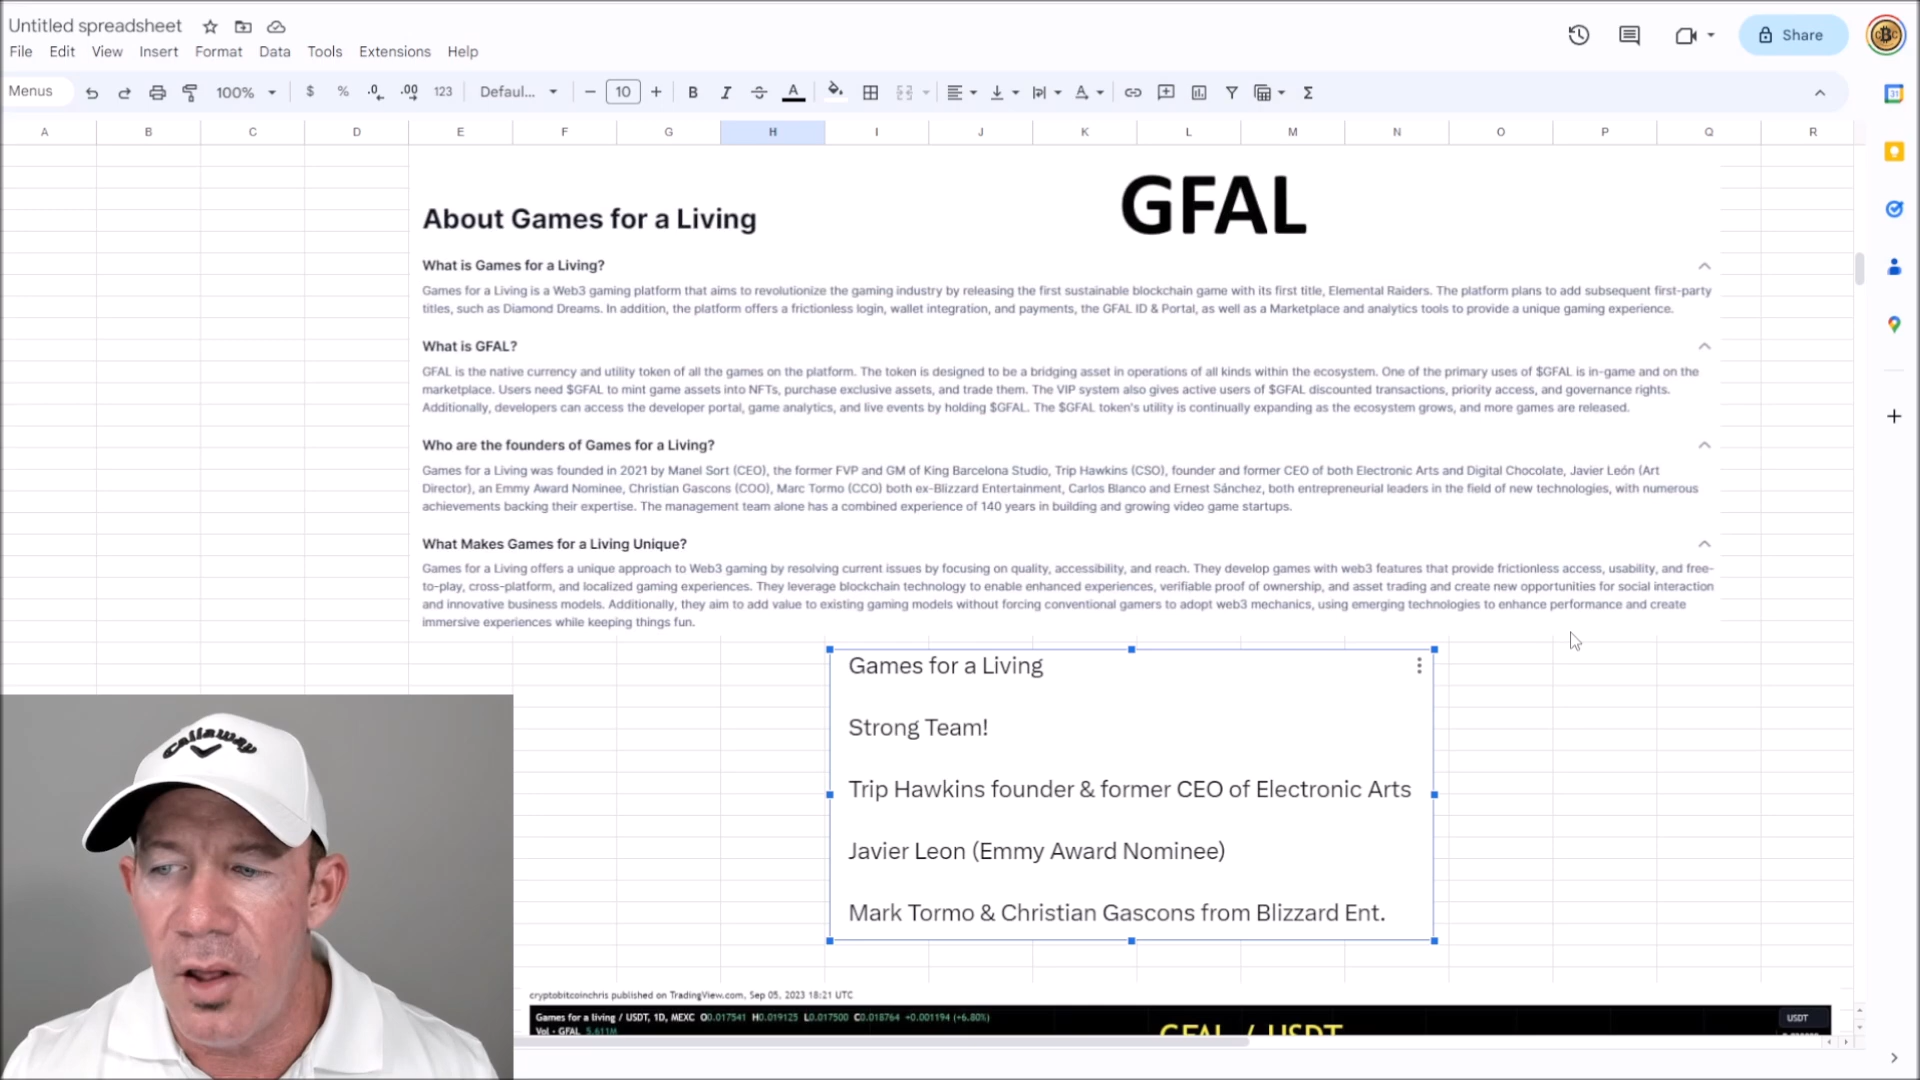 Untitled spreadsheet
File Edit View Insert Format Data Tools Extensions Help
Share
Menus 100% $ % .0 .00 123 Defaul... 10 B I A
31
A B C D E F G H I J K L M N O P Q R
GFAL
About Games for a Living
What is Games for a Living?
Games for a Living is a Web3 gaming platform that aims to revolutionize the gaming industry by releasing the first sustainable blockchain game with its first title, Elemental Raiders. The platform plans to add subsequent first-party
titles, such as Diamond Dreams. In addition, the platform offers a frictionless login, wallet integration, and payments, the GFAL ID & Portal, as well as a Marketplace and analytics tools to provide a unique gaming experience.
What is GFAL?
GFAL is the native currency and utility token of all the games on the platform. The token is designed to be a bridging asset in operations of all kinds within the ecosystem. One of the primary uses of $GFAL is in-game and on the
marketplace. Users need $GFAL to mint game assets into NFTs, purchase exclusive assets, and trade them. The VIP system also gives active users of $GFAL discounted transactions, priority access, and governance rights.
Additionally, developers can access the developer portal, game analytics, and live events by holding $GFAL. The $GFAL token's utility is continually expanding as the ecosystem grows, and more games are released.
Who are the founders of Games for a Living?
Games for a Living was founded in 2021 by Manel Sort (CEO), the former FVP and GM of King Barcelona Studio, Trip Hawkins (CSO), founder and former CEO of both Electronic Arts and Digital Chocolate, Javier León (Art
Director), an Emmy Award Nominee, Christian Gascons (COO), Marc Tormo (CCO) both ex-Blizzard Entertainment, Carlos Blanco and Ernest Sánchez, both entrepreneurial leaders in the field of new technologies, with numerous
achievements backing their expertise. The management team alone has a combined experience of 140 years in building and growing video game startups.
What Makes Games for a Living Unique?
Games for a Living offers a unique approach to Web3 gaming by resolving current issues by focusing on quality, accessibility, and reach. They develop games with web3 features that provide frictionless access, usability, and free-
to-play, cross-platform, and localized gaming experiences. They leverage blockchain technology to enable enhanced experiences, verifiable proof of ownership, and asset trading and create new opportunities for social interaction
and innovative business models. Additionally, they aim to add value to existing gaming models without forcing conventional gamers to adopt web3 mechanics, using emerging technologies to enhance performance and create
immersive experiences while keeping things fun.
Games for a Living
Strong Team!
Trip Hawkins founder & former CEO of Electronic Arts
Javier Leon (Emmy Award Nominee)
Mark Tormo & Christian Gascons from Blizzard Ent.
Callaway
cryptobitcoinchris published on TradingView.com, Sep 05, 2023 18:21 UTC
Games for a living / USDT, 1D, MEXC O0.017541 H0.019125 L0.017500 C0.018764 +0.001194 (+6.80%)
USDT
Vol · GFAL 5.611M
GFAL / USDT